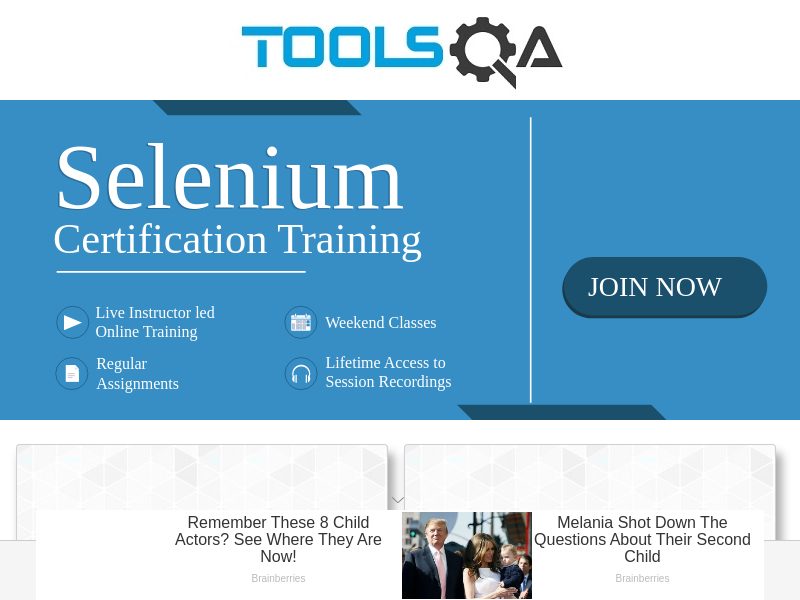 TOOLSQA
Selenium
Certification Training
JOIN NOW
Live Instructor led
Online Training
Weekend Classes
Regular
Assignments
Lifetime Access to
Session Recordings
Remember These 8 Child
Actors? See Where They Are
Now!
Brainberries
Melania Shot Down The
Questions About Their Second
Child
Brainberries